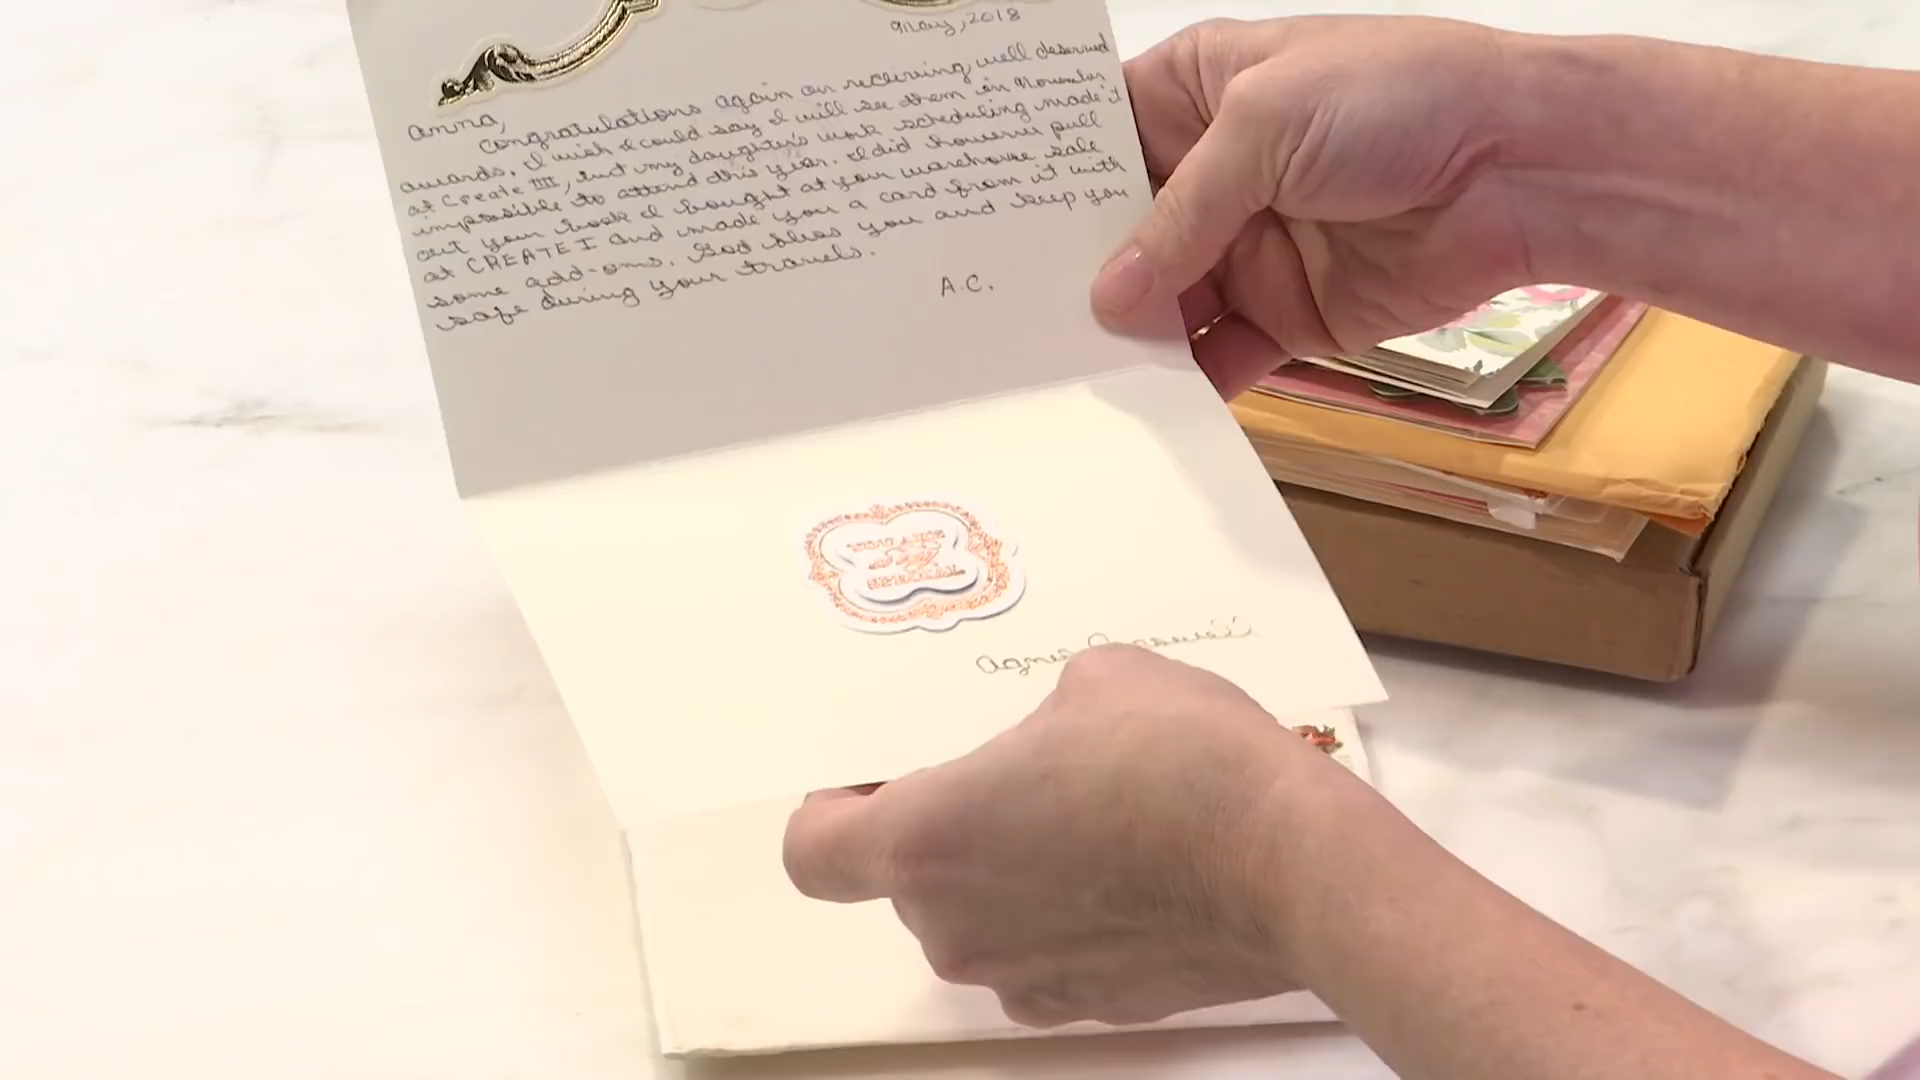 May, 2018
Anna,
Congratulations again on receiving well deserved
awards. I wish I could say I will see them in November
at Create III, but my daughter's work scheduling made it
impossible to attend this year. I did however pull
out your book I bought at your warehouse sale
at CREATE I and made you a card from it with
some add-ons. God bless you and keep you
safe during your travels.
A.C.
SPECIAL
Agnes